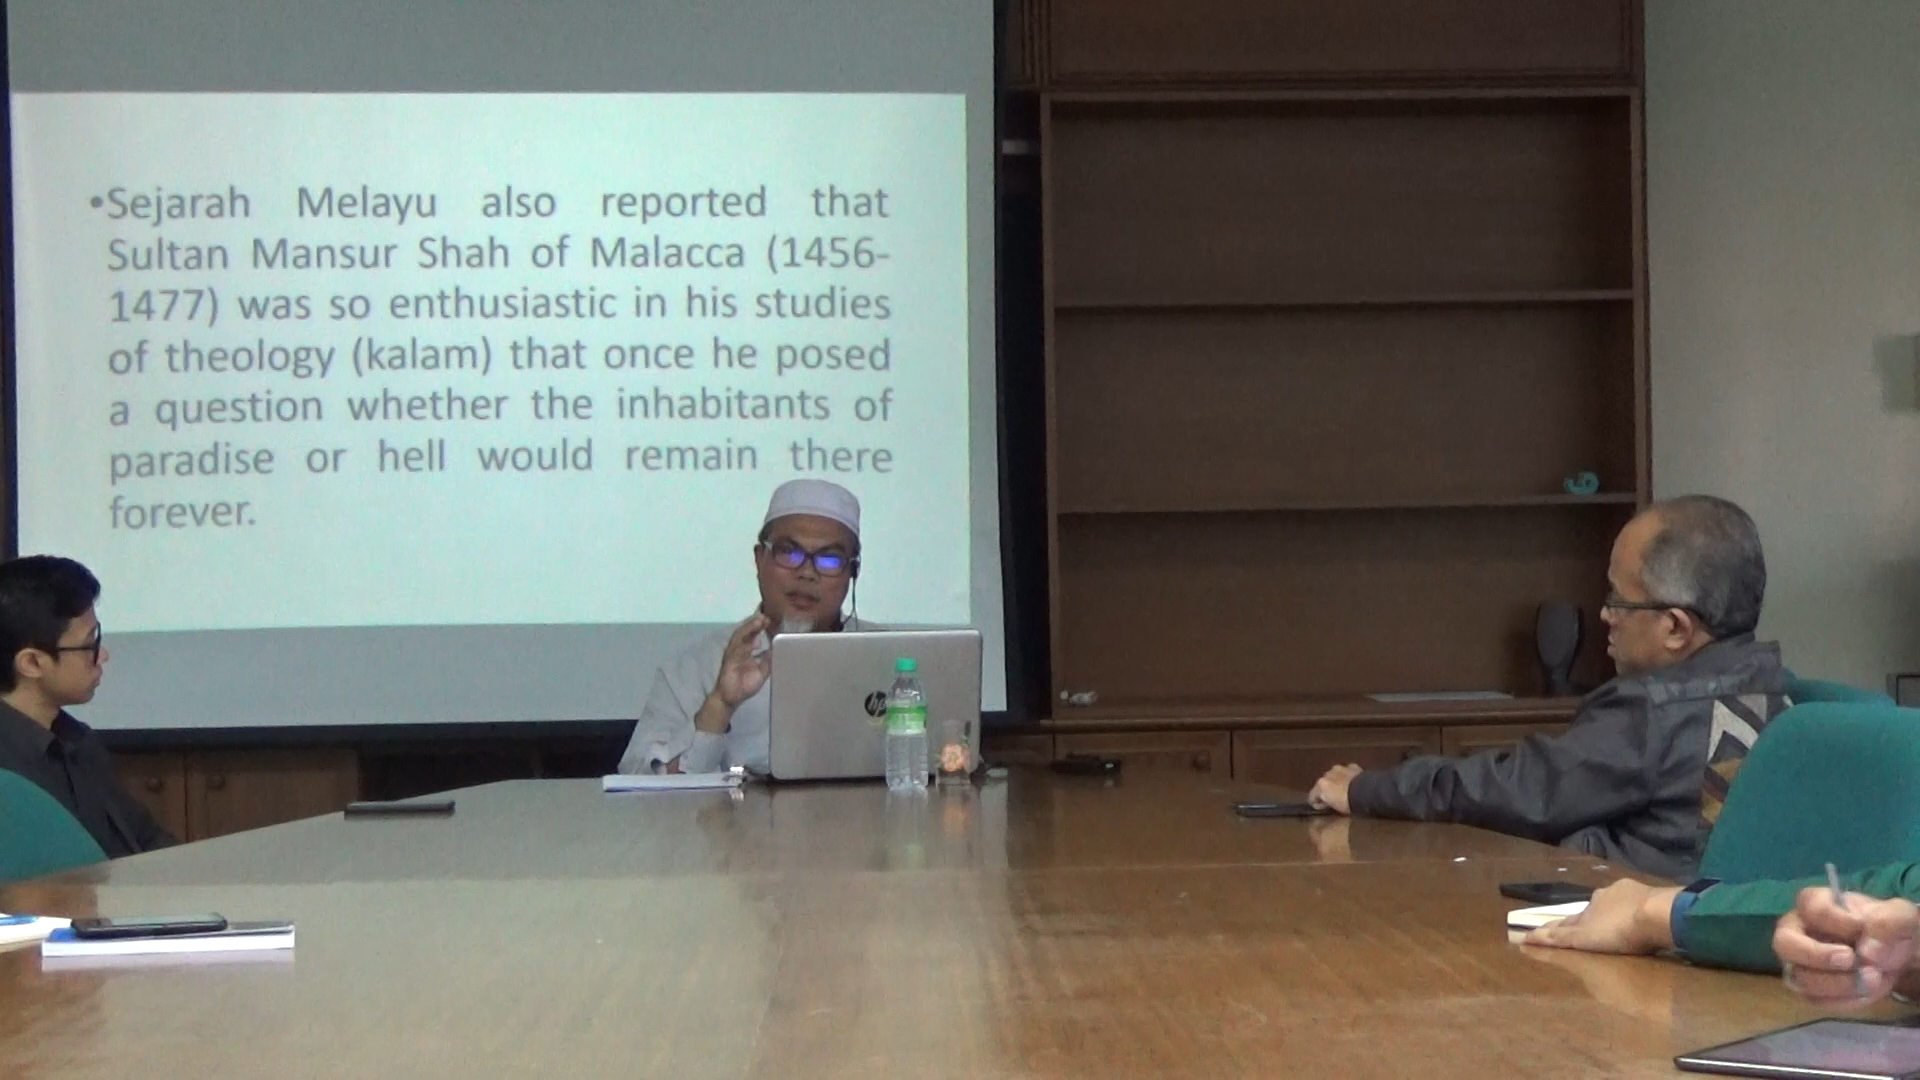 •Sejarah Melayu also reported that
Sultan Mansur Shah of Malacca (1456-
1477) was so enthusiastic in his studies
of theology (kalam) that once he posed
a question whether the inhabitants of
paradise or hell would remain there
forever.
hp